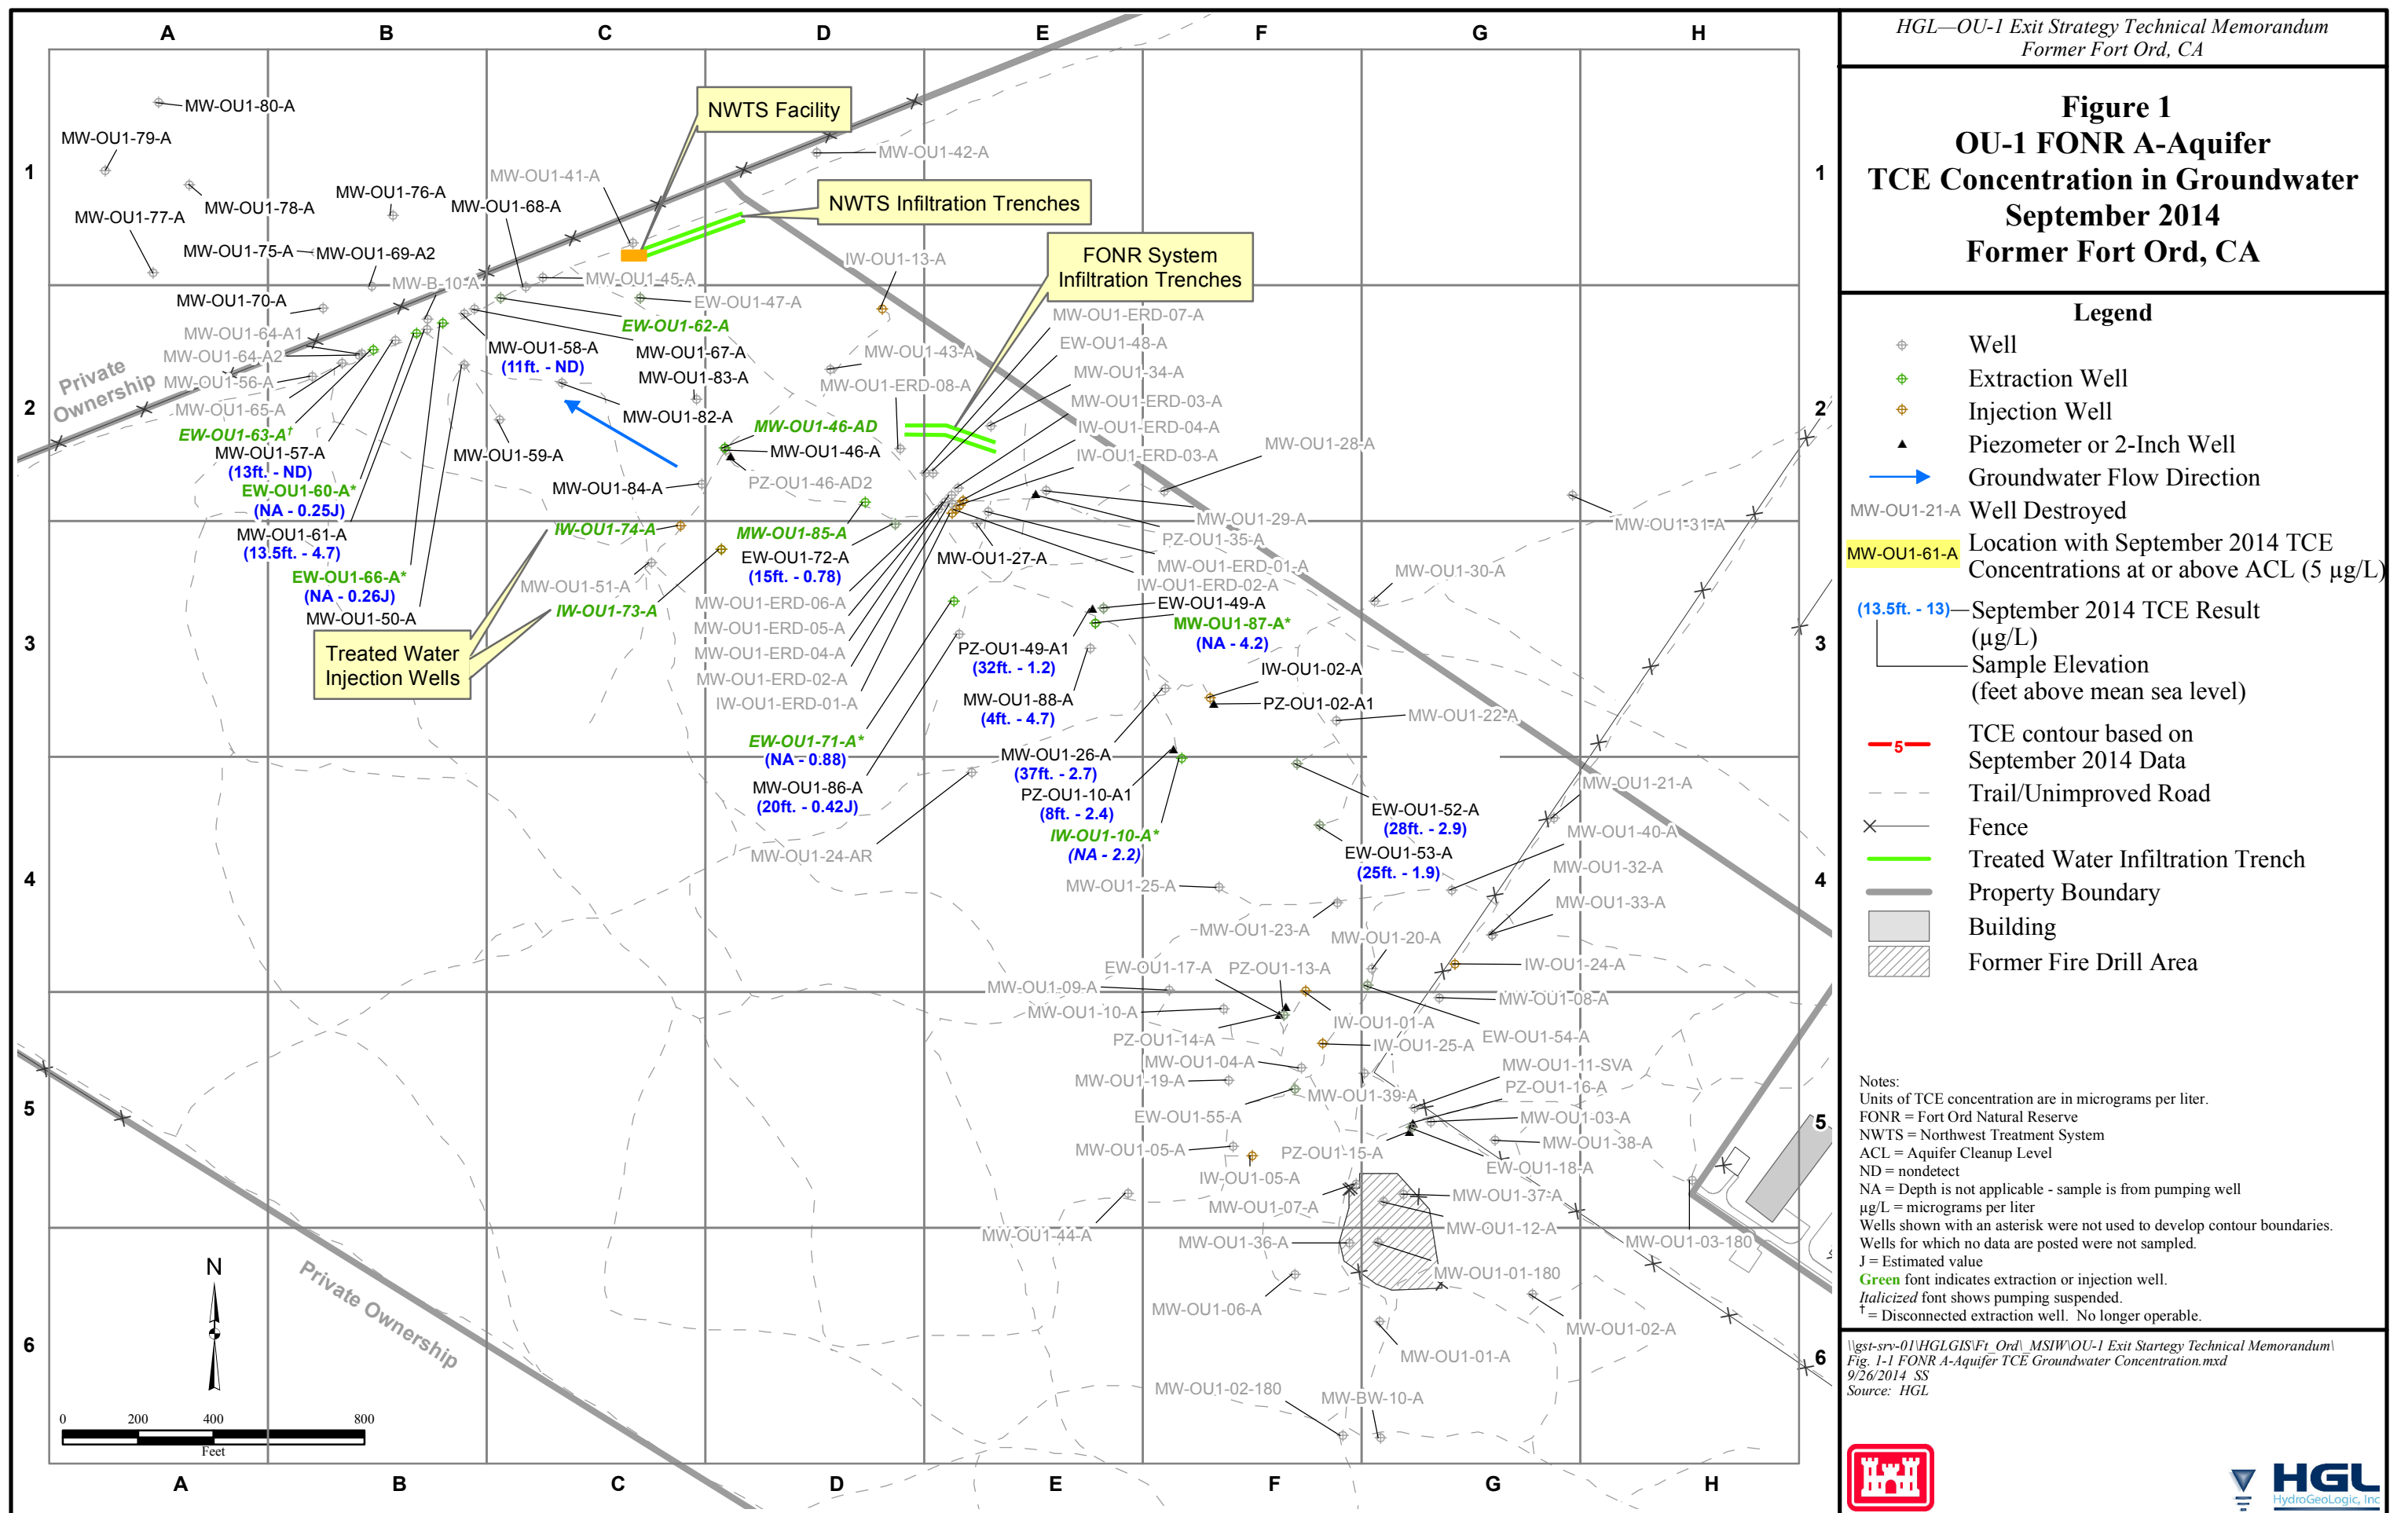 A B C D E F G H
HGL—OU-1 Exit Strategy Technical Memorandum
Former Fort Ord, CA
Figure 1
OU-1 FONR A-Aquifer
TCE Concentration in Groundwater
September 2014
Former Fort Ord, CA
Legend
Well
Extraction Well
Injection Well
Piezometer or 2-Inch Well
Groundwater Flow Direction
MW-OU1-21-A Well Destroyed
MW-OU1-61-A Location with September 2014 TCE
Concentrations at or above ACL (5 µg/L)
(13.5ft. - 13) September 2014 TCE Result
(µg/L)
Sample Elevation
(feet above mean sea level)
5 TCE contour based on
September 2014 Data
Trail/Unimproved Road
Fence
Treated Water Infiltration Trench
Property Boundary
Building
Former Fire Drill Area
Notes:
Units of TCE concentration are in micrograms per liter.
FONR = Fort Ord Natural Reserve
NWTS = Northwest Treatment System
ACL = Aquifer Cleanup Level
ND = nondetect
NA = Depth is not applicable - sample is from pumping well
µg/L = micrograms per liter
Wells shown with an asterisk were not used to develop contour boundaries.
Wells for which no data are posted were not sampled.
J = Estimated value
Green font indicates extraction or injection well.
Italicized font shows pumping suspended.
† = Disconnected extraction well. No longer operable.
\\gst-srv-01\HGLGIS\Ft_Ord\_MSIW\OU-1 Exit Startegy Technical Memorandum\
Fig. 1-1 FONR A-Aquifer TCE Groundwater Concentration.mxd
9/26/2014 SS
Source: HGL
HGL
HydroGeoLogic, Inc
1
1
MW-OU1-80-A
MW-OU1-79-A
MW-OU1-78-A
MW-OU1-77-A
MW-OU1-76-A
MW-OU1-75-A
MW-OU1-69-A2
MW-OU1-68-A
MW-OU1-41-A
MW-OU1-42-A
NWTS Facility
NWTS Infiltration Trenches
FONR System
Infiltration Trenches
IW-OU1-13-A
MW-OU1-45-A
MW-B-10-A
2
2
MW-OU1-70-A
MW-OU1-64-A1
MW-OU1-64-A2
MW-OU1-56-A
MW-OU1-65-A
Private
Ownership
EW-OU1-63-A†
MW-OU1-57-A
(13ft. - ND)
EW-OU1-60-A*
(NA - 0.25J)
MW-OU1-61-A
(13.5ft. - 4.7)
EW-OU1-66-A*
(NA - 0.26J)
MW-OU1-50-A
EW-OU1-47-A
EW-OU1-62-A
MW-OU1-58-A
(11ft. - ND)
MW-OU1-67-A
MW-OU1-83-A
MW-OU1-82-A
MW-OU1-59-A
MW-OU1-84-A
MW-OU1-43-A
MW-OU1-ERD-08-A
MW-OU1-46-AD
MW-OU1-46-A
PZ-OU1-46-AD2
MW-OU1-ERD-07-A
EW-OU1-48-A
MW-OU1-34-A
MW-OU1-ERD-03-A
IW-OU1-ERD-04-A
IW-OU1-ERD-03-A
MW-OU1-28-A
MW-OU1-29-A
MW-OU1-31-A
PZ-OU1-35-A
MW-OU1-ERD-01-A
IW-OU1-ERD-02-A
3
3
IW-OU1-74-A
MW-OU1-51-A
IW-OU1-73-A
Treated Water
Injection Wells
MW-OU1-85-A
EW-OU1-72-A
(15ft. - 0.78)
MW-OU1-ERD-06-A
MW-OU1-ERD-05-A
MW-OU1-ERD-04-A
MW-OU1-ERD-02-A
IW-OU1-ERD-01-A
EW-OU1-71-A*
(NA - 0.88)
MW-OU1-86-A
(20ft. - 0.42J)
MW-OU1-24-AR
MW-OU1-27-A
MW-OU1-30-A
EW-OU1-49-A
MW-OU1-87-A*
(NA - 4.2)
PZ-OU1-49-A1
(32ft. - 1.2)
MW-OU1-88-A
(4ft. - 4.7)
IW-OU1-02-A
PZ-OU1-02-A1
MW-OU1-22-A
MW-OU1-26-A
(37ft. - 2.7)
PZ-OU1-10-A1
(8ft. - 2.4)
IW-OU1-10-A*
(NA - 2.2)
4
4
MW-OU1-21-A
EW-OU1-52-A
(28ft. - 2.9)
EW-OU1-53-A
(25ft. - 1.9)
MW-OU1-40-A
MW-OU1-32-A
MW-OU1-33-A
MW-OU1-25-A
MW-OU1-23-A
MW-OU1-20-A
IW-OU1-24-A
EW-OU1-17-A
PZ-OU1-13-A
MW-OU1-09-A
5
5
MW-OU1-10-A
MW-OU1-08-A
IW-OU1-01-A
EW-OU1-54-A
PZ-OU1-14-A
IW-OU1-25-A
MW-OU1-04-A
MW-OU1-11-SVA
MW-OU1-19-A
PZ-OU1-16-A
MW-OU1-39-A
EW-OU1-55-A
MW-OU1-03-A
MW-OU1-38-A
MW-OU1-05-A
PZ-OU1-15-A
EW-OU1-18-A
IW-OU1-05-A
MW-OU1-37-A
MW-OU1-07-A
MW-OU1-12-A
MW-OU1-44-A
MW-OU1-36-A
MW-OU1-03-180
MW-OU1-01-180
6
6
MW-OU1-06-A
MW-OU1-02-A
MW-OU1-01-A
MW-OU1-02-180
MW-BW-10-A
Private Ownership
N
0 200 400 800
Feet
A B C D E F G H